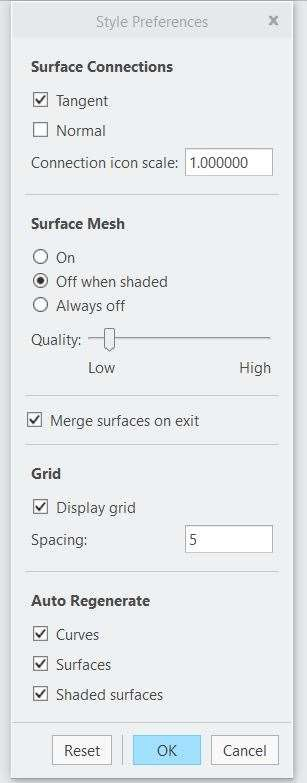 Style Preferences
Surface Connections
Tangent
Normal
Connection icon scale: 1.000000
Surface Mesh
On
Off when shaded
Always off
Quality:
Low High
Merge surfaces on exit
Grid
Display grid
Spacing: 5
Auto Regenerate
Curves
Surfaces
Shaded surfaces
Reset OK Cancel